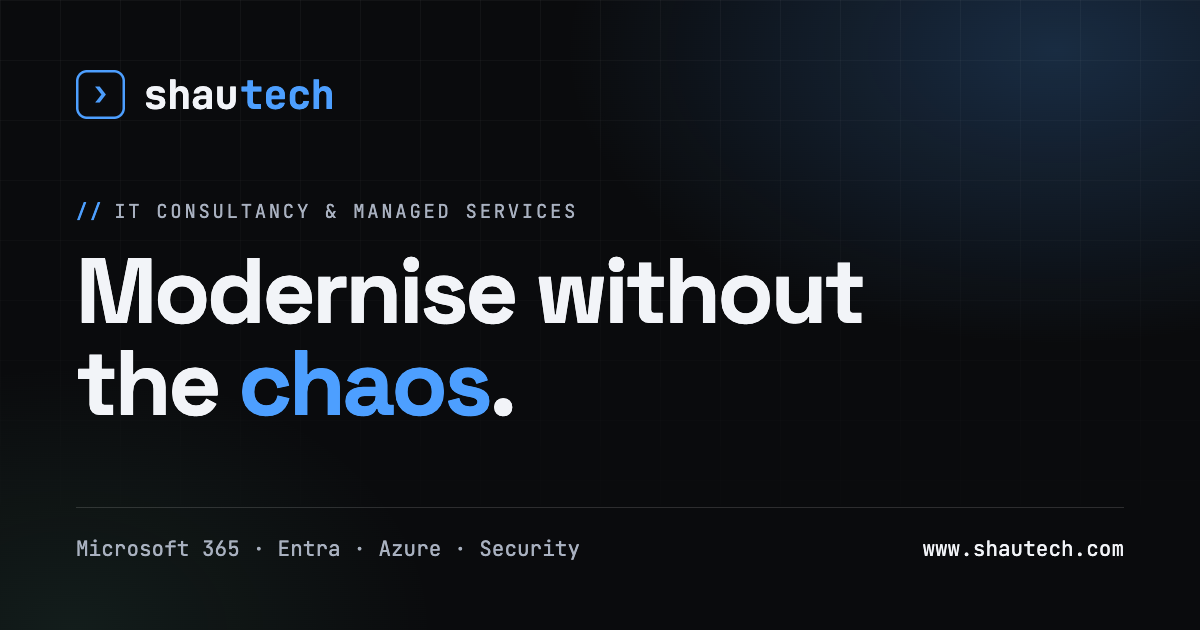 shautech
// IT CONSULTANCY & MANAGED SERVICES
Modernise without
the chaos.
Microsoft 365 · Entra · Azure · Security
www.shautech.com